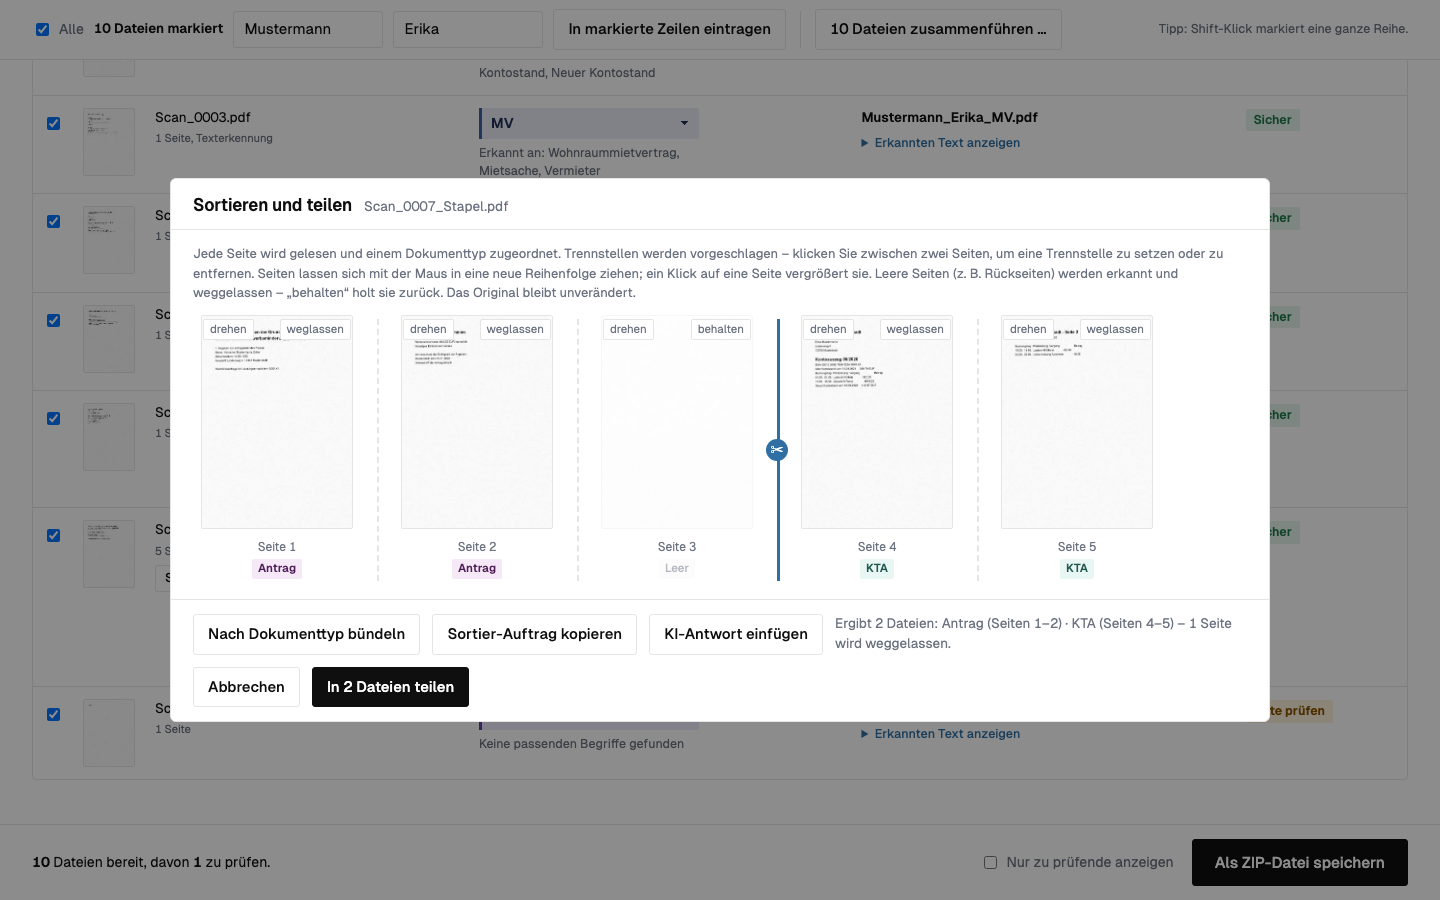 Alle 10 Dateien markiert Mustermann Erika In markierte Zeilen eintragen 10 Dateien zusammenführen ... Tipp: Shift-Klick markiert eine ganze Reihe.
Kontostand, Neuer Kontostand
Scan_0003.pdf MV Mustermann_Erika_MV.pdf Sicher
1 Seite, Texterkennung Erkannt an: Wohnraummietvertrag, ▶ Erkannten Text anzeigen
Mietsache, Vermieter
Sortieren und teilen Scan_0007_Stapel.pdf
Jede Seite wird gelesen und einem Dokumenttyp zugeordnet. Trennstellen werden vorgeschlagen – klicken Sie zwischen zwei Seiten, um eine Trennstelle zu setzen oder zu
entfernen. Seiten lassen sich mit der Maus in eine neue Reihenfolge ziehen; ein Klick auf eine Seite vergrößert sie. Leere Seiten (z. B. Rückseiten) werden erkannt und
weggelassen – „behalten“ holt sie zurück. Das Original bleibt unverändert.
drehen weglassen drehen weglassen drehen behalten drehen weglassen drehen weglassen
Seite 1 Seite 2 Seite 3 Seite 4 Seite 5
Antrag Antrag Leer KTA KTA
Nach Dokumenttyp bündeln Sortier-Auftrag kopieren KI-Antwort einfügen Ergibt 2 Dateien: Antrag (Seiten 1–2) · KTA (Seiten 4–5) – 1 Seite
wird weggelassen.
Abbrechen In 2 Dateien teilen
1 Seite
Keine passenden Begriffe gefunden ▶ Erkannten Text anzeigen
10 Dateien bereit, davon 1 zu prüfen. Nur zu prüfende anzeigen Als ZIP-Datei speichern